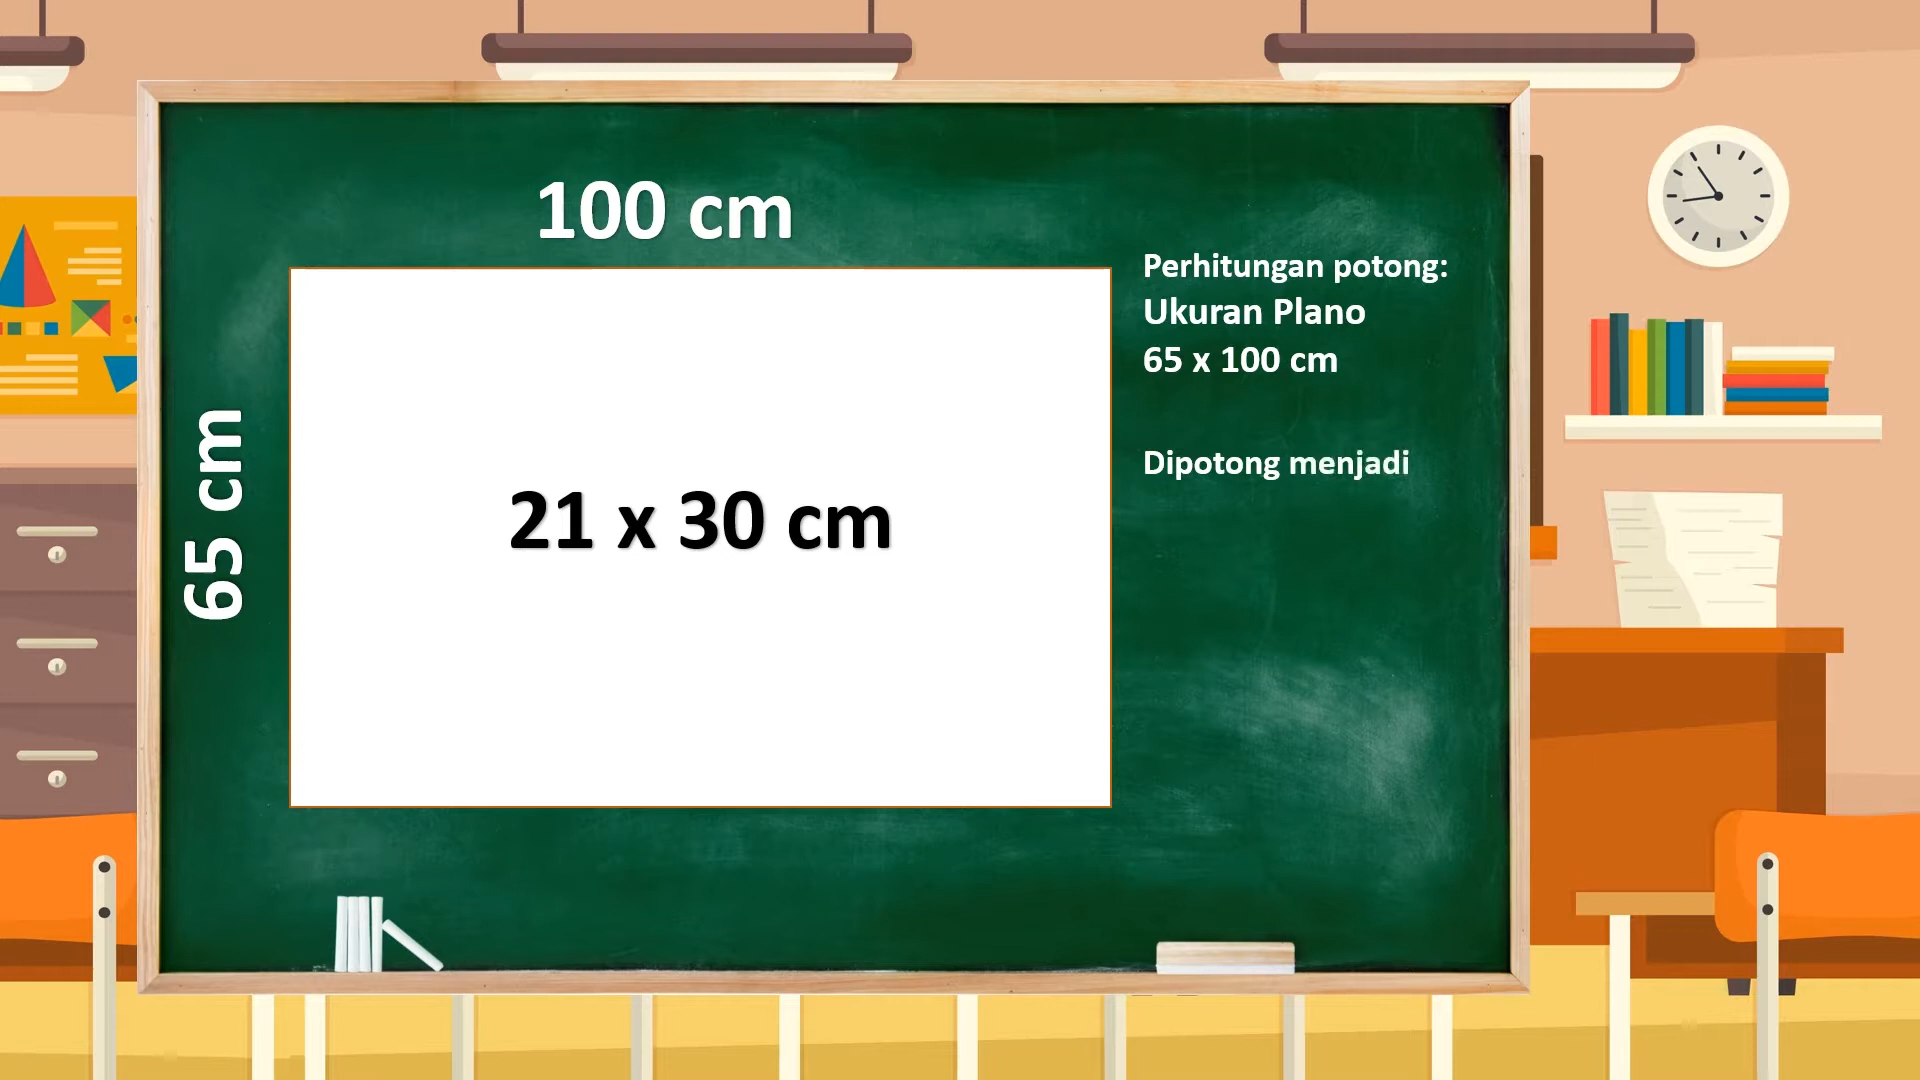 100 cm
65 cm
21 x 30 cm
Perhitungan potong:
Ukuran Plano
65 x 100 cm
Dipotong menjadi